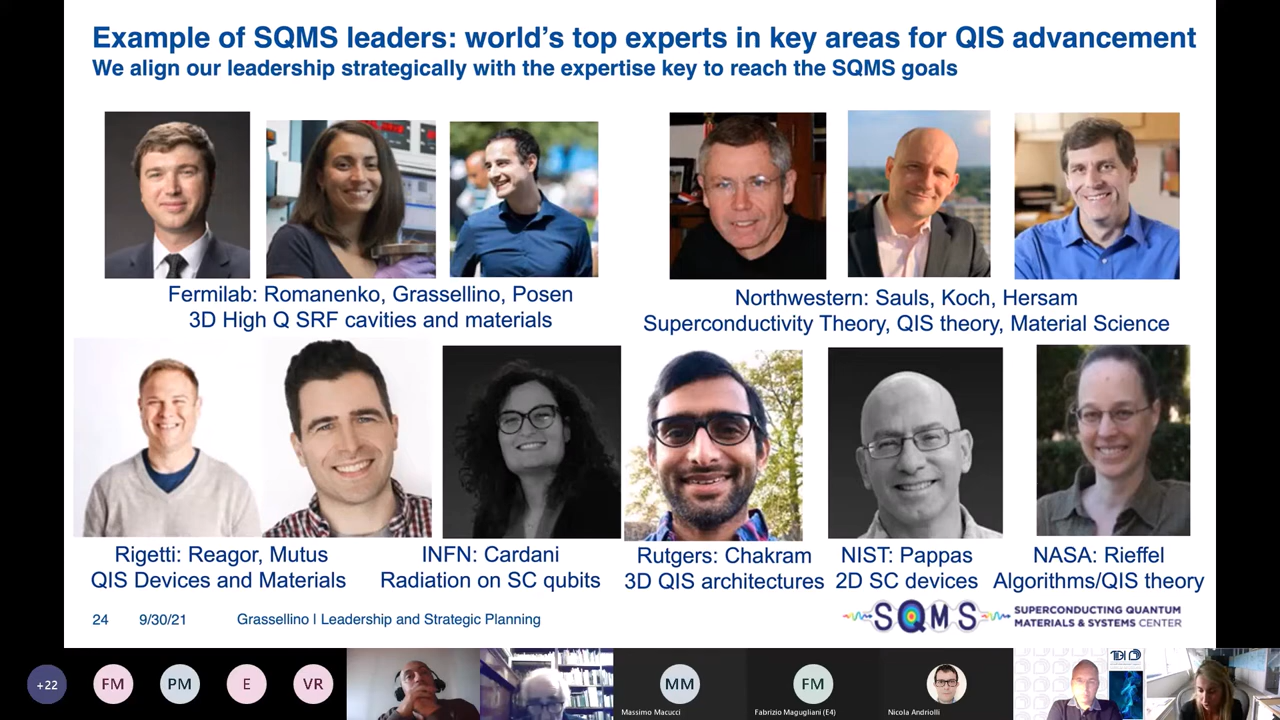 Example of SQMS leaders: world's top experts in key areas for QIS advancement
We align our leadership strategically with the expertise key to reach the SQMS goals
Fermilab: Romanenko, Grassellino, Posen
3D High Q SRF cavities and materials
Northwestern: Sauls, Koch, Hersam
Superconductivity Theory, QIS theory, Material Science
Rigetti: Reagor, Mutus
QIS Devices and Materials
INFN: Cardani
Radiation on SC qubits
Rutgers: Chakram
3D QIS architectures
NIST: Pappas
2D SC devices
NASA: Rieffel
Algorithms/QIS theory
24 9/30/21 Grassellino | Leadership and Strategic Planning
SQMS
SUPERCONDUCTING QUANTUM
MATERIALS & SYSTEMS CENTER
+22
FM
PM
E
VR
MM
Massimo Macucci
FM
Fabrizio Magugliani (E4)
Nicola Andriolli